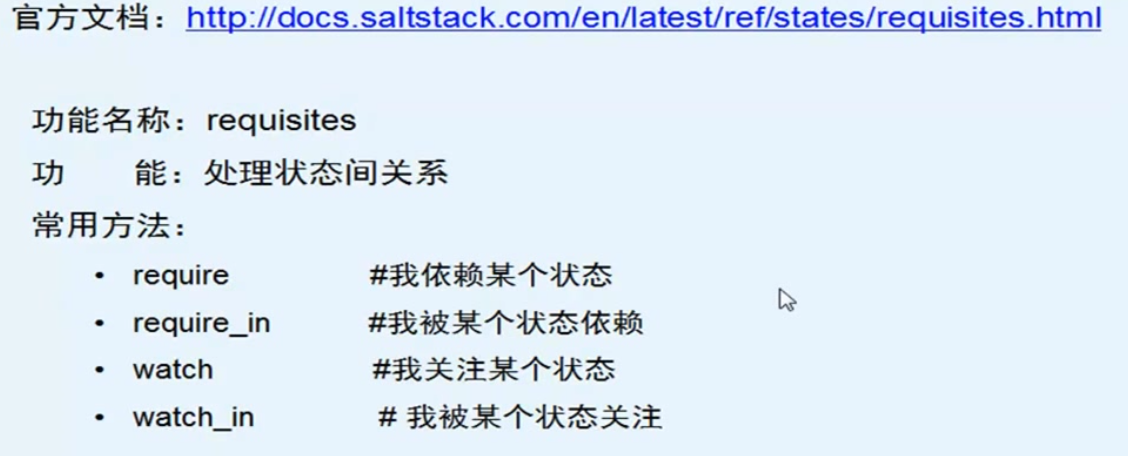 官方文档：http://docs.saltstack.com/en/latest/ref/states/requisites.html
功能名称：requisites
功 能：处理状态间关系
常用方法：
• require #我依赖某个状态
• require_in #我被某个状态依赖
• watch #我关注某个状态
• watch_in # 我被某个状态关注